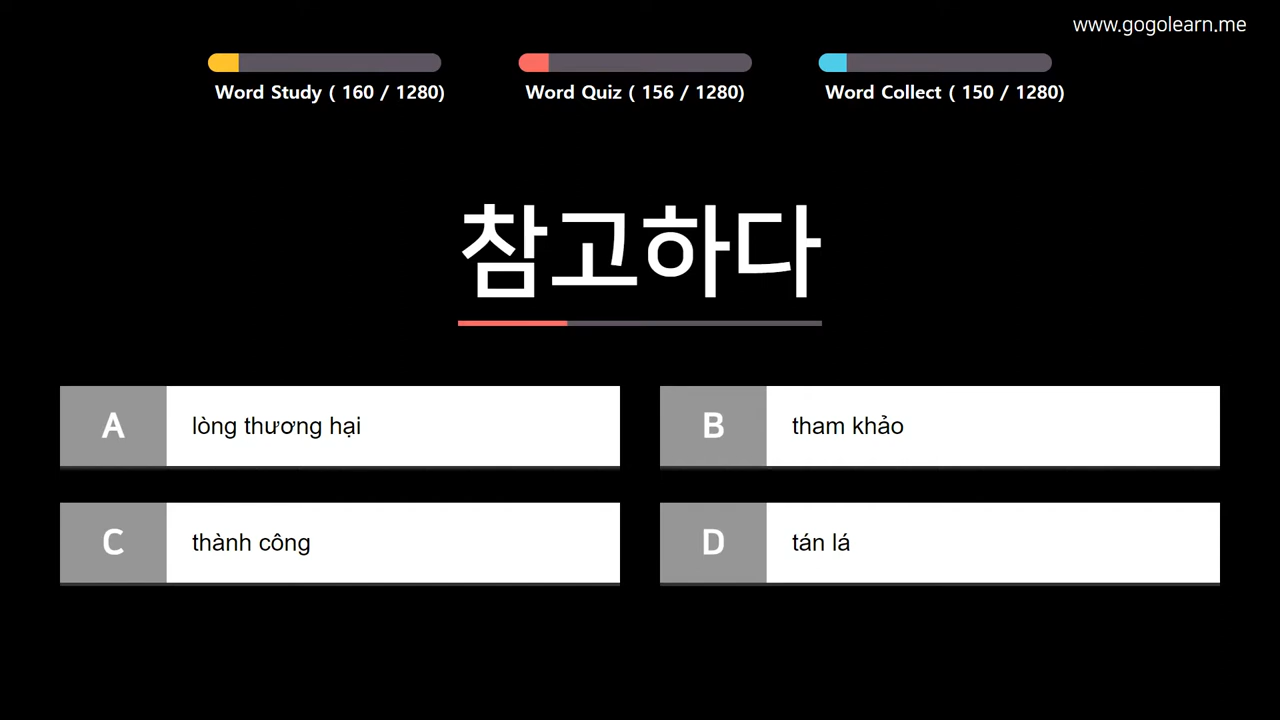 www.gogolearn.me
Word Study ( 160 / 1280)
Word Quiz ( 156 / 1280)
Word Collect ( 150 / 1280)
참고하다
A lòng thương hại
B tham khảo
C thành công
D tán lá